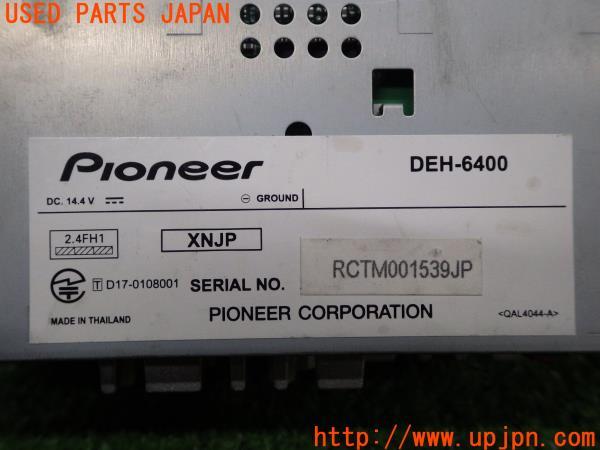 USED PARTS JAPAN
Pioneer
DEH-6400
DC. 14.4 V
⊖ GROUND
2.4FH1
XNJP
T D17-0108001
SERIAL NO.
RCTM001539JP
MADE IN THAILAND
PIONEER CORPORATION
<QAL4044-A>
UPJ http://www.upjpn.com/